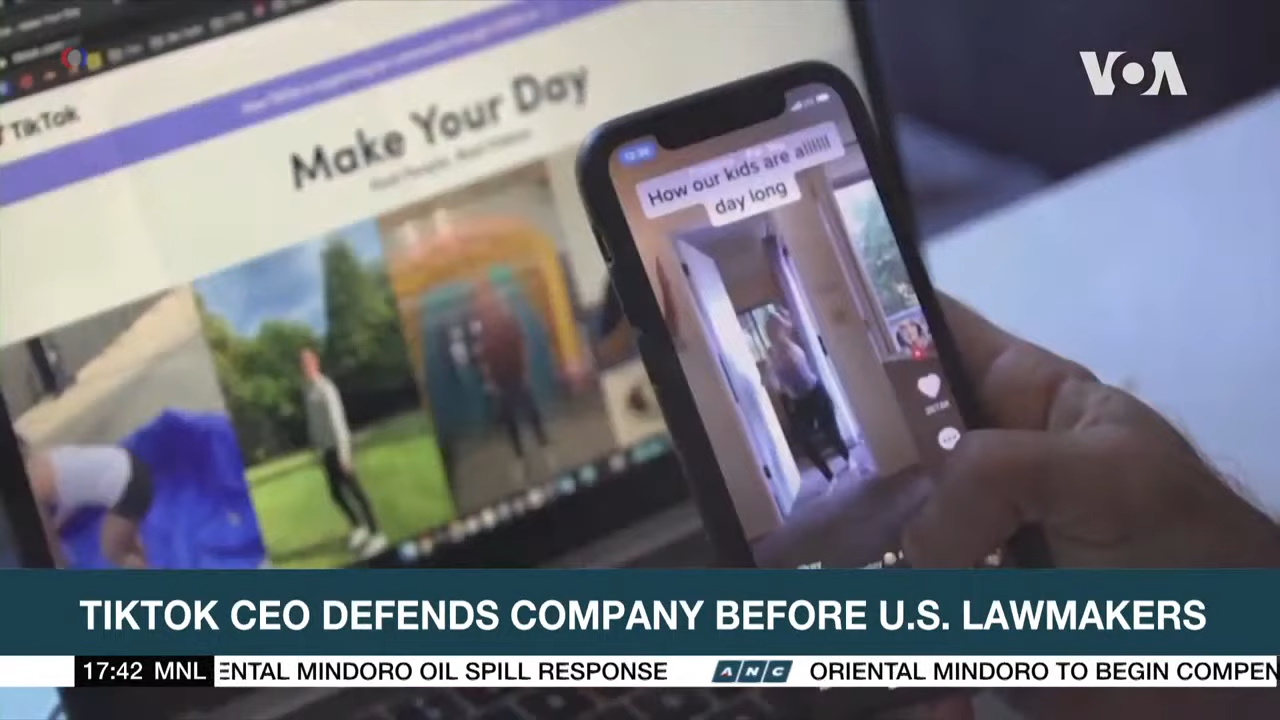 VOA
TikTok
Make Your Day
How our kids are alllllll
day long
TIKTOK CEO DEFENDS COMPANY BEFORE U.S. LAWMAKERS
17:42 MNL ENTAL MINDORO OIL SPILL RESPONSE ANC ORIENTAL MINDORO TO BEGIN COMPEN